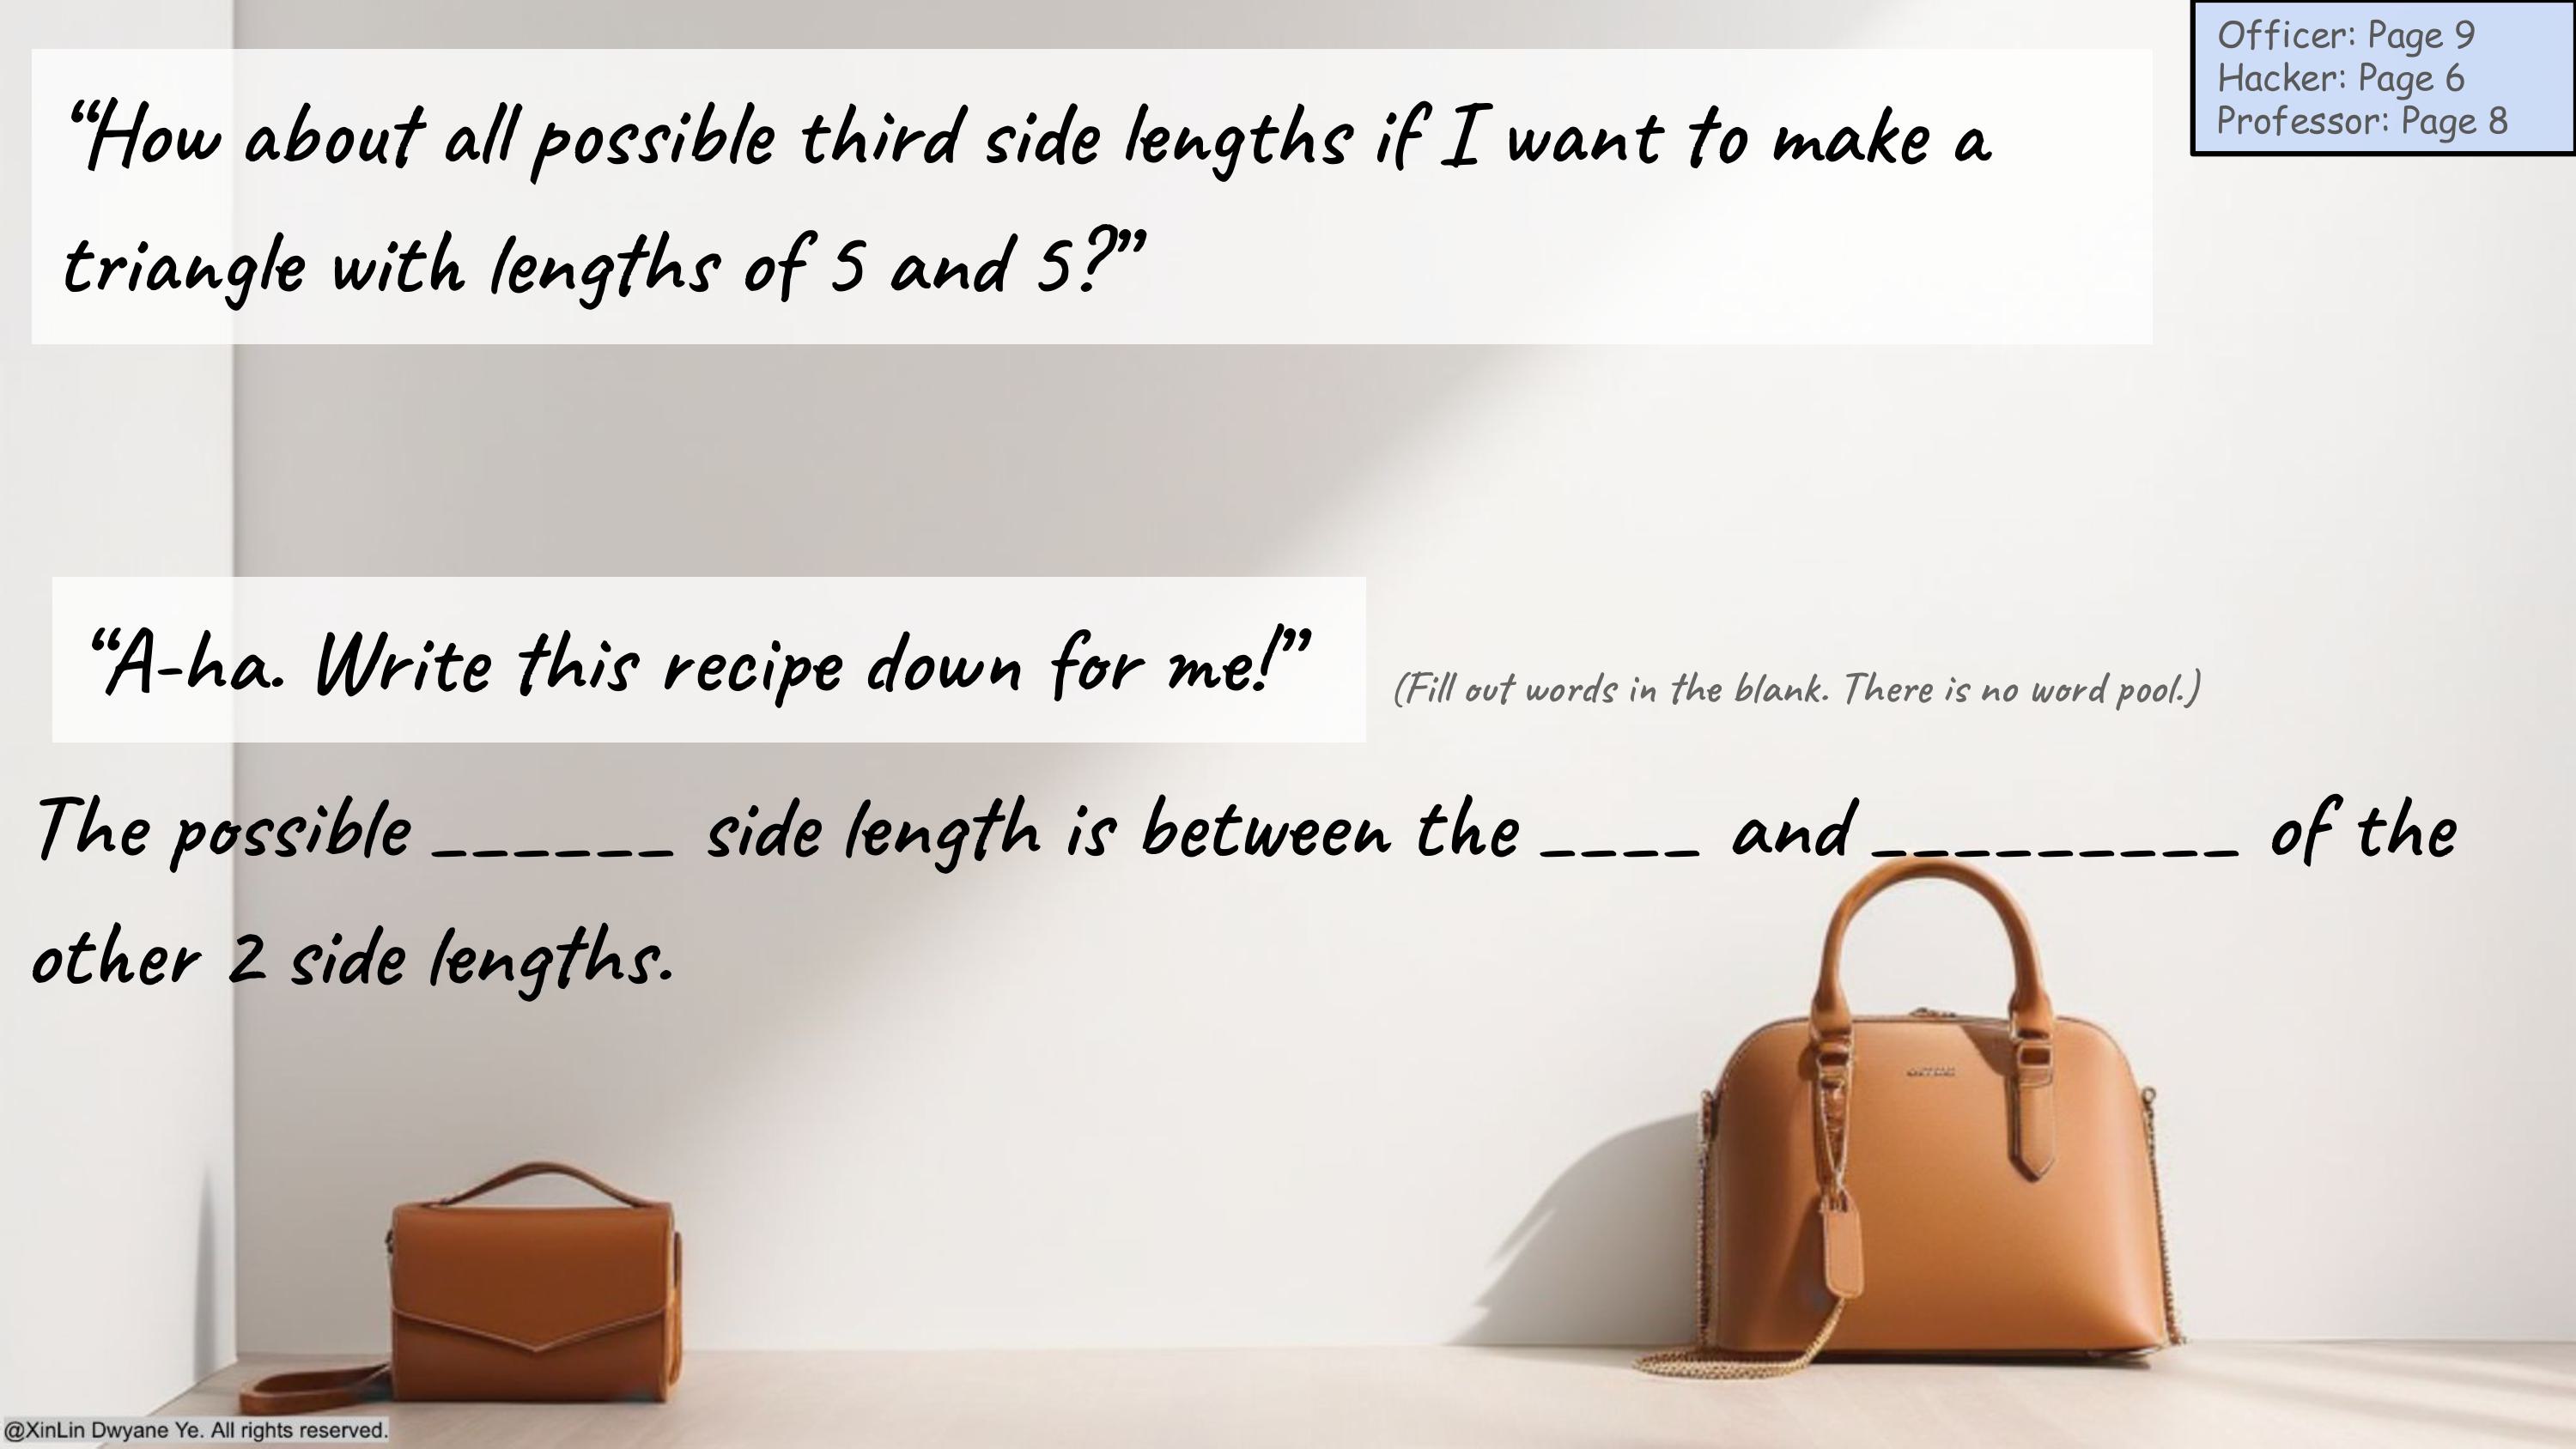 Officer: Page 9
Hacker: Page 6
Professor: Page 8
“How about all possible third side lengths if I want to make a
triangle with lengths of 5 and 5?”
“A-ha. Write this recipe down for me!”
(Fill out words in the blank. There is no word pool.)
The possible ______ side length is between the ____ and _________ of the
other 2 side lengths.
@XinLin Dwyane Ye. All rights reserved.